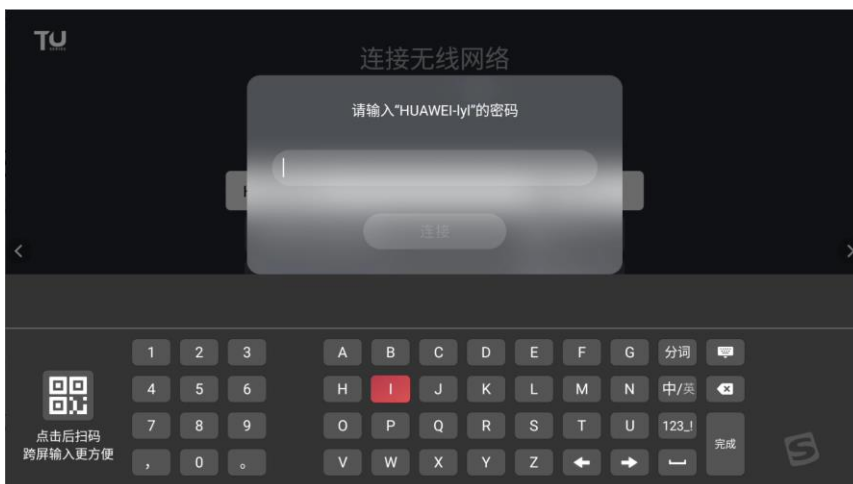 TU
连接无线网络
请输入“HUAWEI-lyl”的密码
H
连接
1 2 3 A B C D E F G 分词
4 5 6 H I J K L M N 中/英
7 8 9 O P Q R S T U 123_!
， 0 。 V W X Y Z 完成
点击后扫码
跨屏输入更方便
S